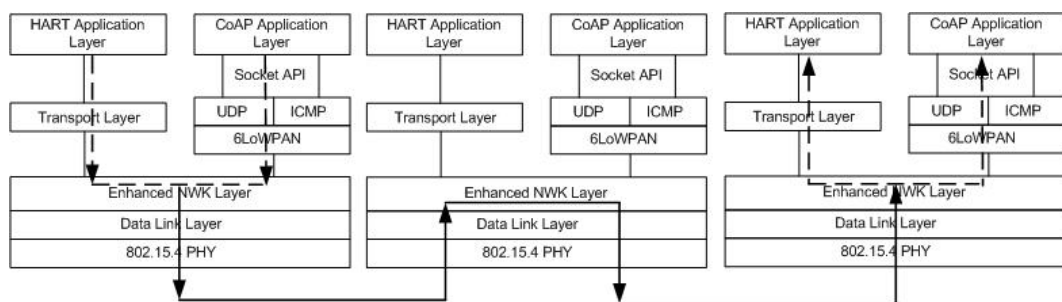 HART Application
Layer
CoAP Application
Layer
Socket API
Transport Layer
UDP
ICMP
6LoWPAN
Enhanced NWK Layer
Data Link Layer
802.15.4 PHY
HART Application
Layer
CoAP Application
Layer
Socket API
Transport Layer
UDP
ICMP
6LoWPAN
Enhanced NWK Layer
Data Link Layer
802.15.4 PHY
HART Application
Layer
CoAP Application
Layer
Socket API
Transport Layer
UDP
ICMP
6LoWPAN
Enhanced NWK Layer
Data Link Layer
802.15.4 PHY